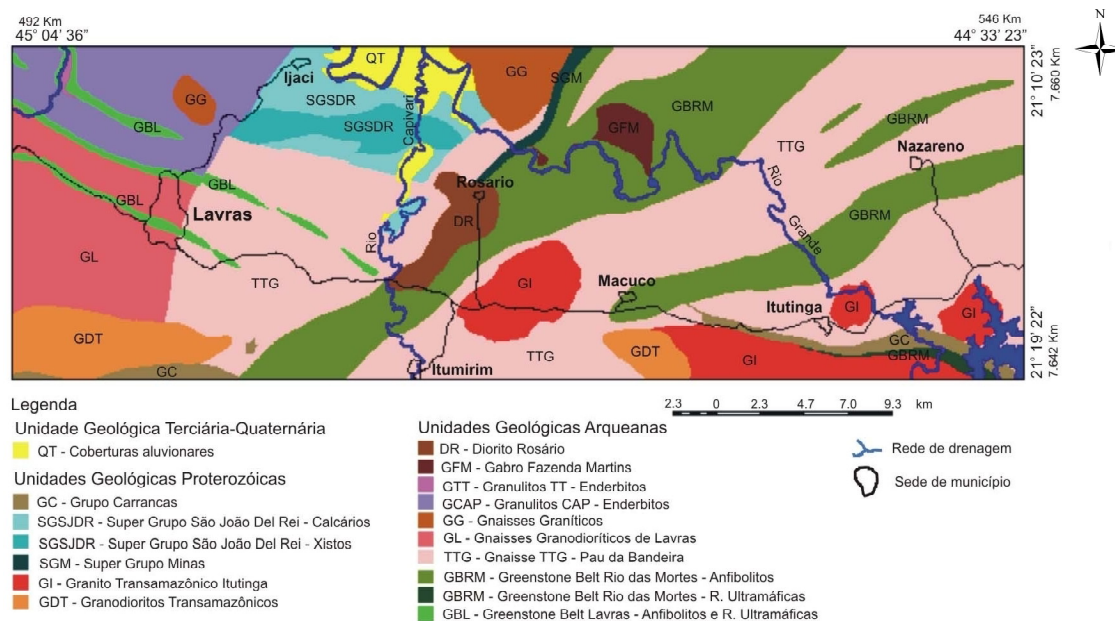 492 Km
45 04' 36"
546 Km
44° 33' 23"
N
21° 10' 23"
7.660 Km
QT
Ijaci
GG
SGM
GG
SGSDR
GBRM
GBL
SGSDR
Capivari
GFM
GBRM
TTG
Nazareno
GBL
Rosario
Rio
GBL
Lavras
DR
GBRM
Grande
Rio
GL
TTG
GI
Macuco
Itutinga
GI
GI
GDT
TTG
GDT
GI
GC
GBRM
GC
Itumirim
21° 19' 22"
7.642 Km
2.3 0 2.3 4.7 7.0 9.3 km
Legenda
Unidade Geológica Terciária-Quaternária
QT - Coberturas aluvionares
Unidades Geológicas Proterozóicas
GC - Grupo Carrancas
SGSJDR - Super Grupo São João Del Rei - Calcários
SGSJDR - Super Grupo São João Del Rei - Xistos
SGM - Super Grupo Minas
GI - Granito Transamazônico Itutinga
GDT - Granodioritos Transamazônicos
Unidades Geológicas Arqueanas
DR - Diorito Rosário
GFM - Gabro Fazenda Martins
GTT - Granulitos TT - Enderbitos
GCAP - Granulitos CAP - Enderbitos
GG - Gnaisses Graníticos
GL - Gnaisses Granodioríticos de Lavras
TTG - Gnaisse TTG - Pau da Bandeira
GBRM - Greenstone Belt Rio das Mortes - Anfibolitos
GBRM - Greenstone Belt Rio das Mortes - R. Ultramáficas
GBL - Greenstone Belt Lavras - Anfibolitos e R. Ultramáficas
Rede de drenagem
Sede de município